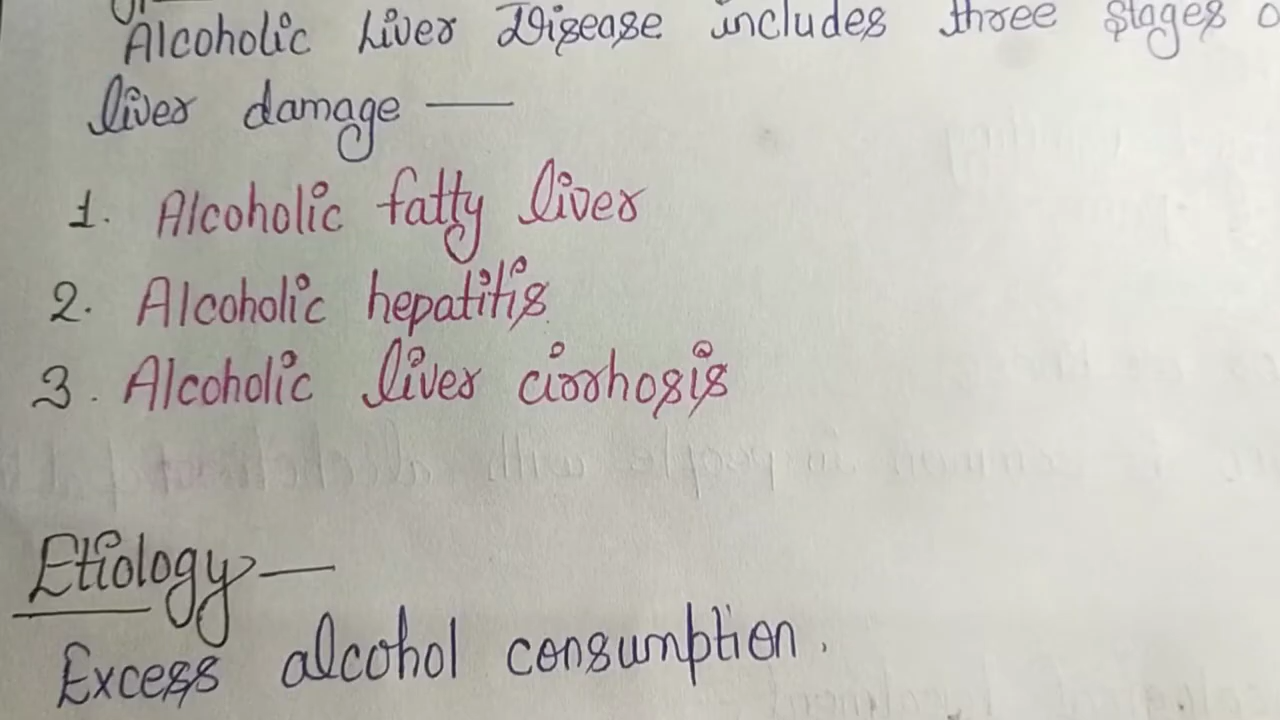 Alcoholic Liver Disease includes three stages
liver damage —
1. Alcoholic fatty liver
2. Alcoholic hepatitis
3. Alcoholic liver cirrhosis
Etiology —
Excess alcohol consumption.